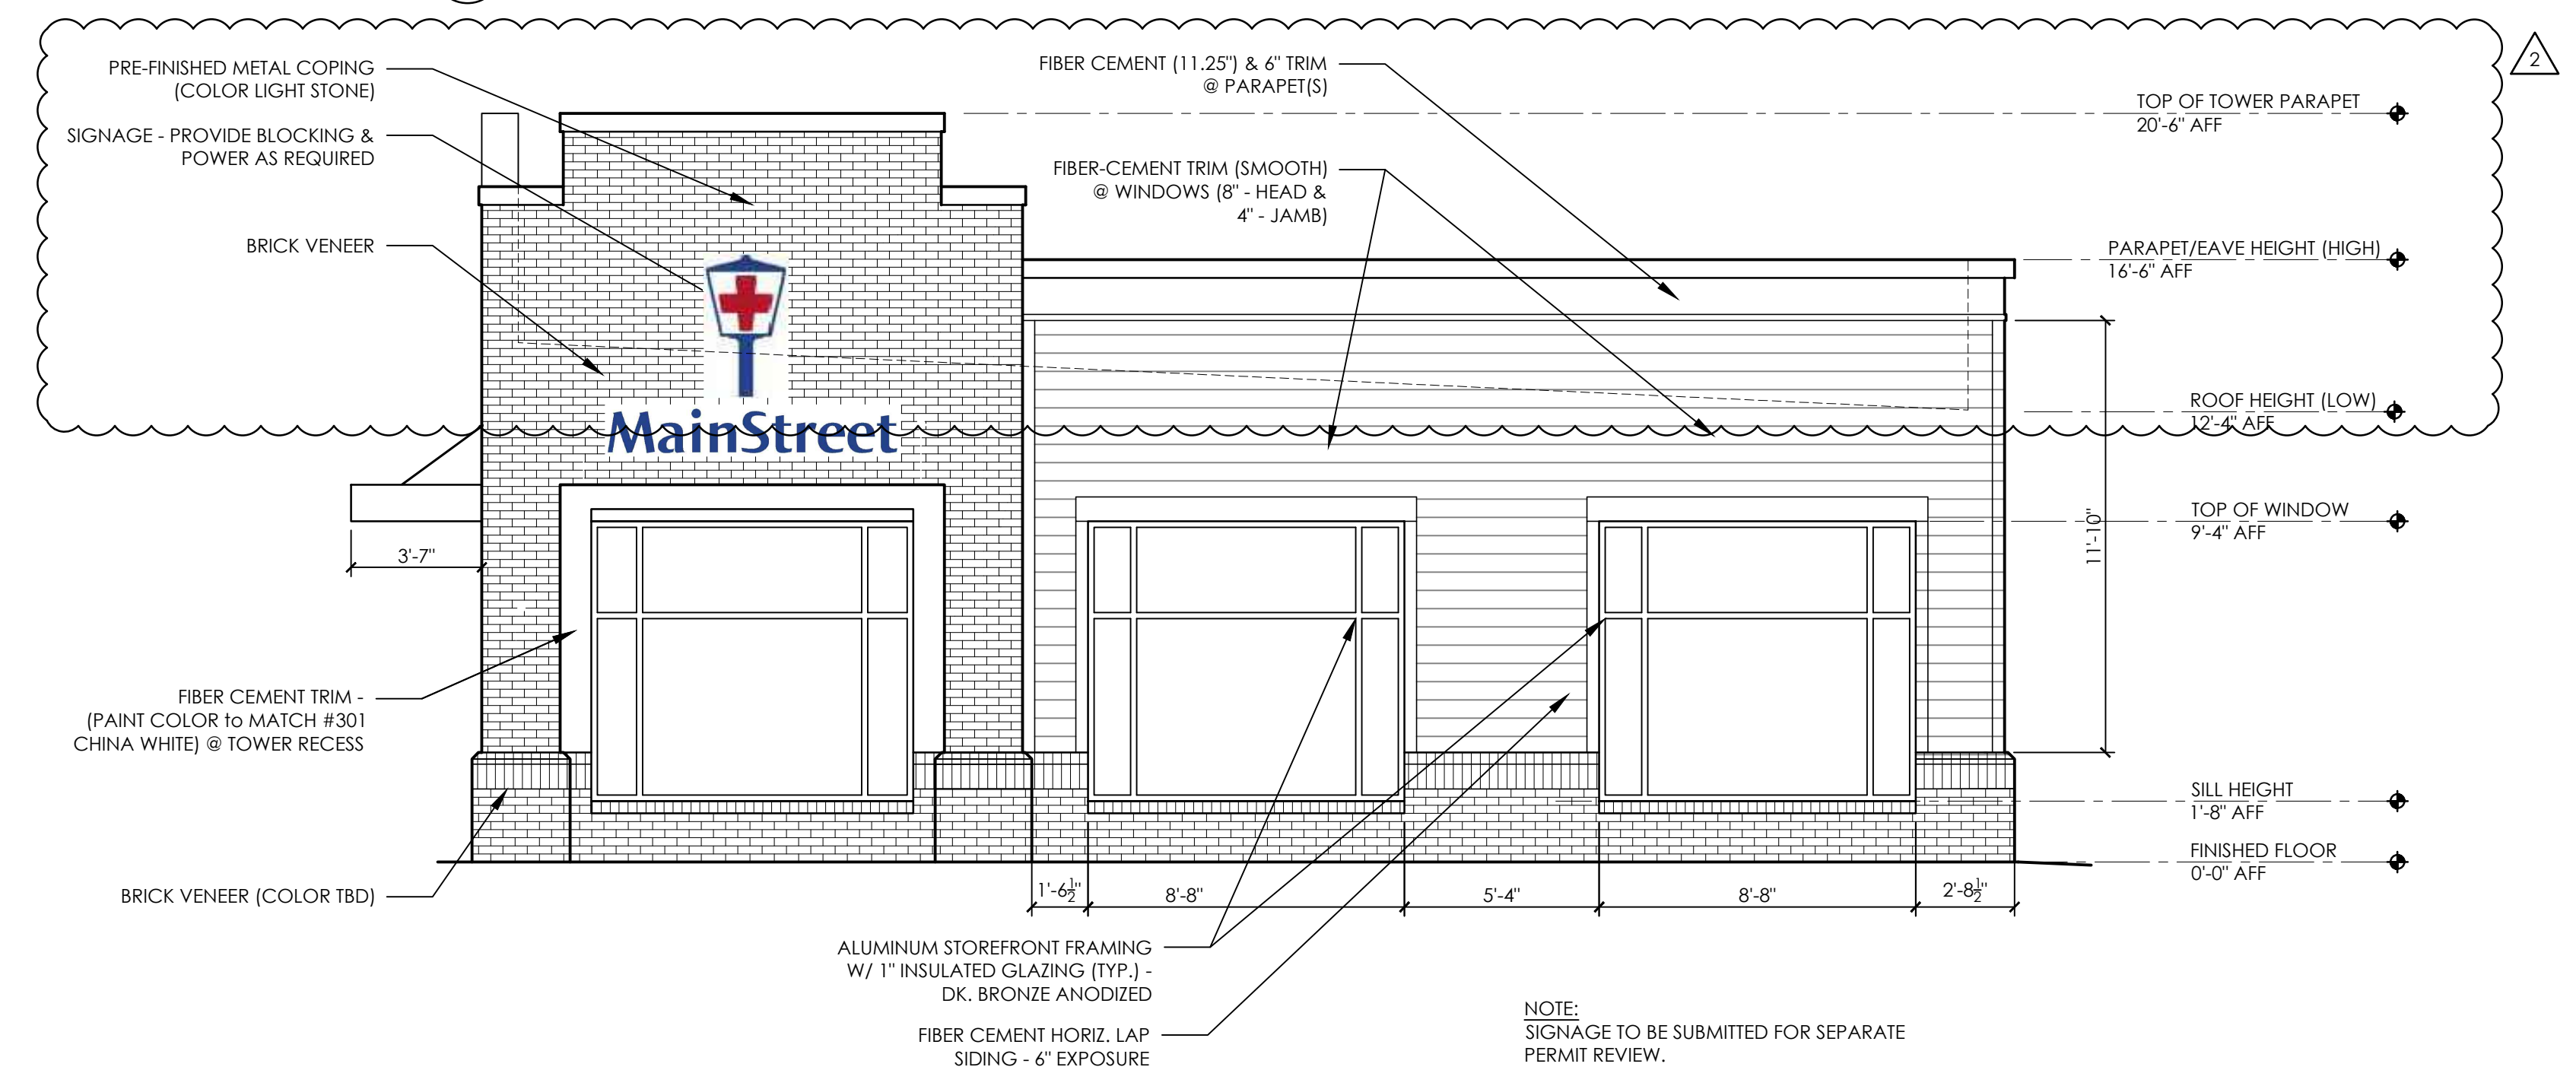 PRE-FINISHED METAL COPING
(COLOR LIGHT STONE)
SIGNAGE - PROVIDE BLOCKING &
POWER AS REQUIRED
BRICK VENEER
FIBER CEMENT (11.25") & 6" TRIM
@ PARAPET(S)
FIBER-CEMENT TRIM (SMOOTH)
@ WINDOWS (8" - HEAD &
4" - JAMB)
2
TOP OF TOWER PARAPET
20'-6" AFF
PARAPET/EAVE HEIGHT (HIGH)
16'-6" AFF
ROOF HEIGHT (LOW)
12'-4" AFF
MainStreet
TOP OF WINDOW
9'-4" AFF
11'-10"
3'-7"
FIBER CEMENT TRIM -
(PAINT COLOR to MATCH #301
CHINA WHITE) @ TOWER RECESS
SILL HEIGHT
1'-8" AFF
FINISHED FLOOR
0'-0" AFF
BRICK VENEER (COLOR TBD)
1'-6½"
8'-8"
5'-4"
8'-8"
2'-8½"
ALUMINUM STOREFRONT FRAMING
W/ 1" INSULATED GLAZING (TYP.) -
DK. BRONZE ANODIZED
FIBER CEMENT HORIZ. LAP
SIDING - 6" EXPOSURE
NOTE:
SIGNAGE TO BE SUBMITTED FOR SEPARATE
PERMIT REVIEW.